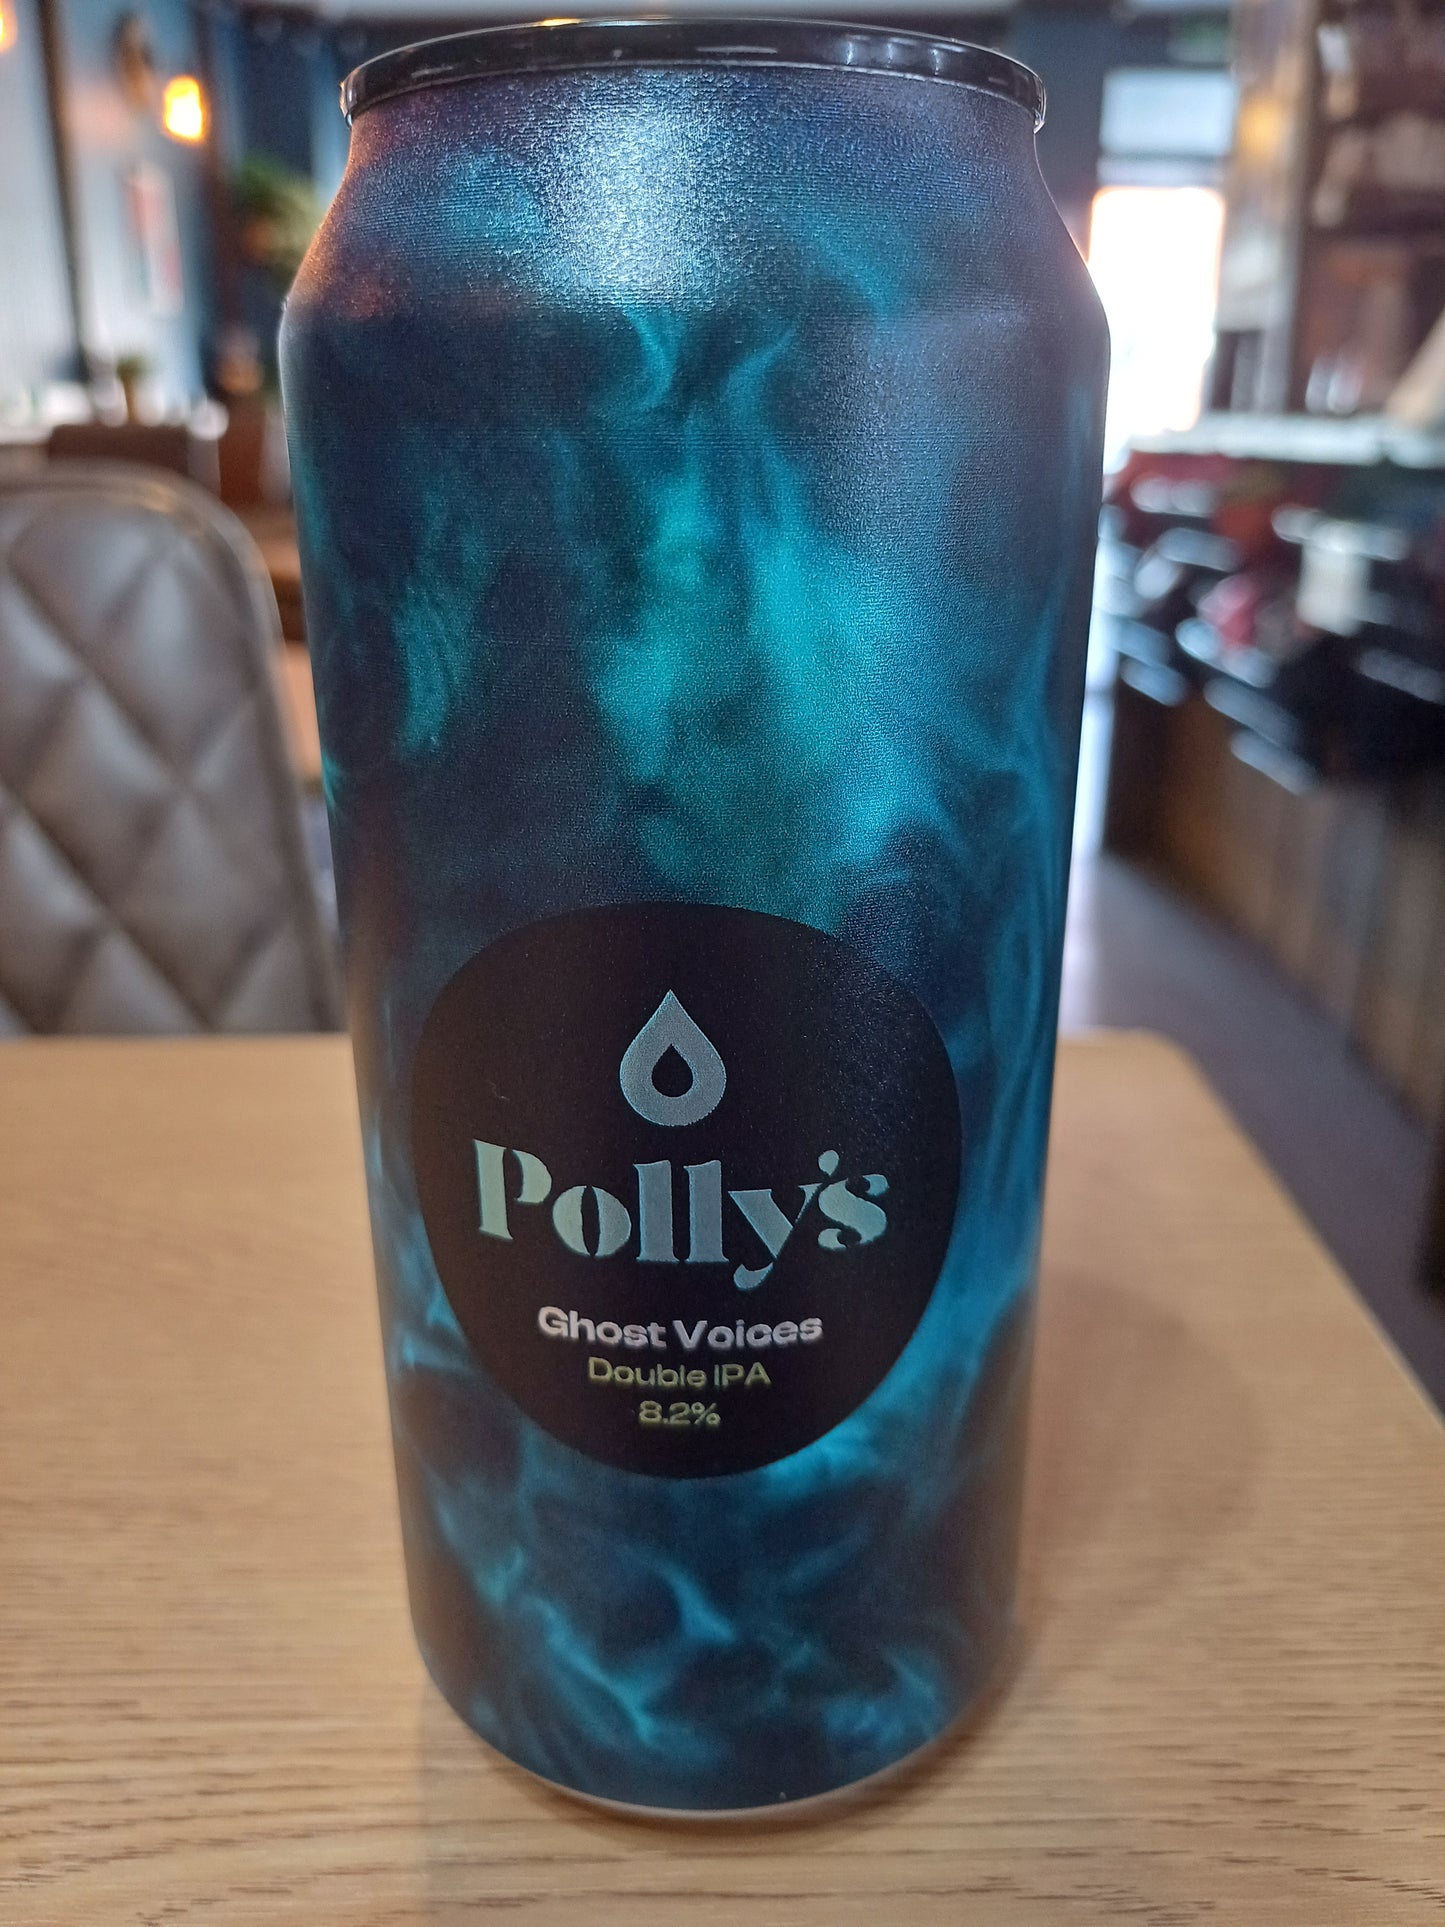 Polly's
Ghost Voices
Double IPA
8.2%